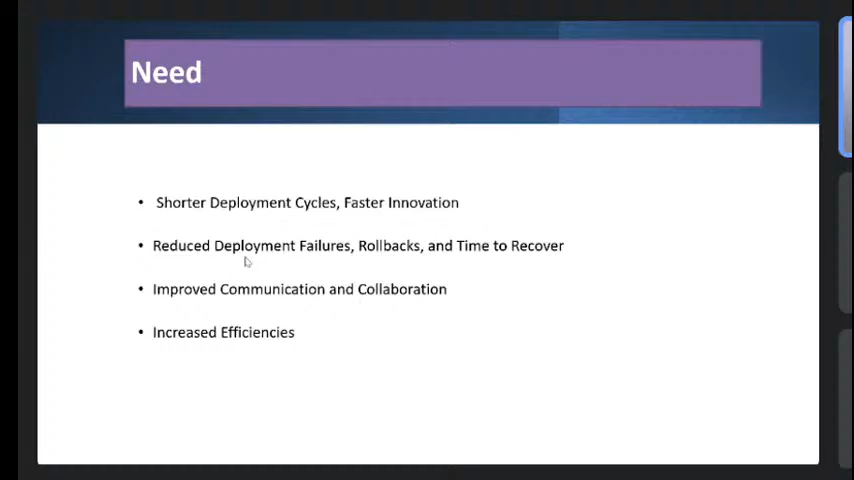 Need
• Shorter Deployment Cycles, Faster Innovation
• Reduced Deployment Failures, Rollbacks, and Time to Recover
• Improved Communication and Collaboration
• Increased Efficiencies